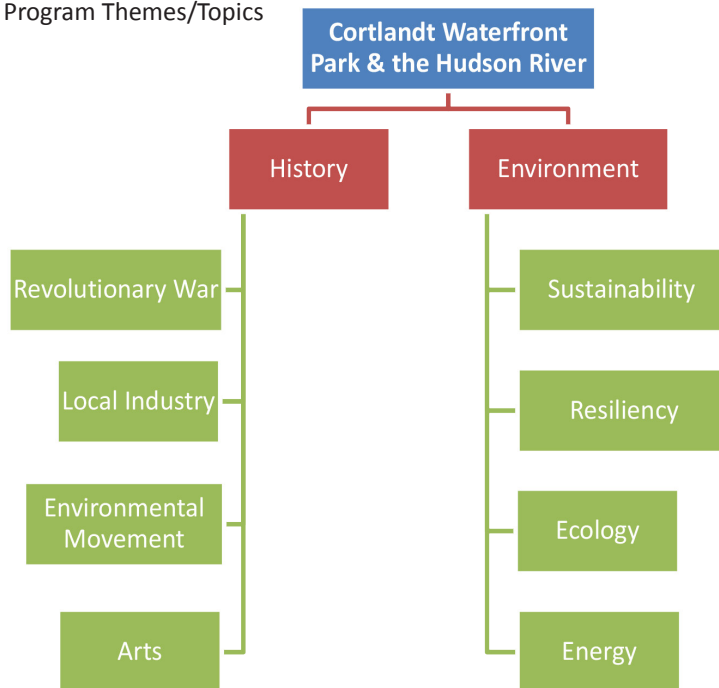 Program Themes/Topics
Cortlandt Waterfront
Park & the Hudson River
History
Environment
Revolutionary War
Local Industry
Environmental
Movement
Arts
Sustainability
Resiliency
Ecology
Energy